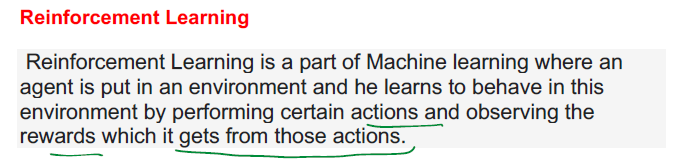 Reinforcement Learning
Reinforcement Learning is a part of Machine learning where an
agent is put in an environment and he learns to behave in this
environment by performing certain actions and observing the
rewards which it gets from those actions.